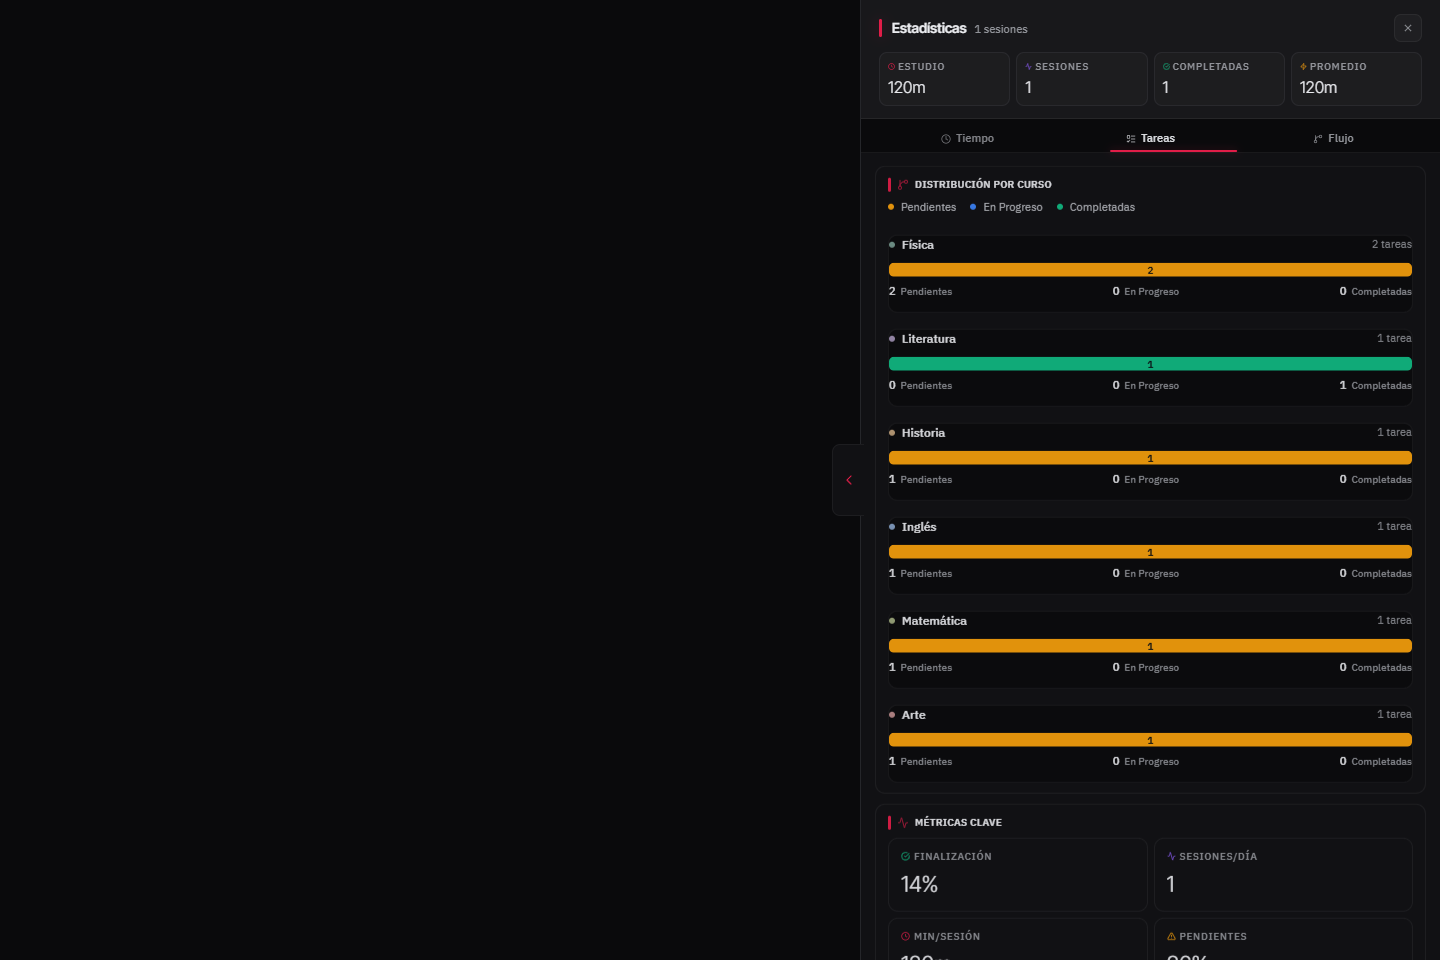 Estadísticas 1 sesiones
ESTUDIO SESIONES COMPLETADAS PROMEDIO
120m 1 1 120m
Tiempo Tareas Flujo
DISTRIBUCIÓN POR CURSO
Pendientes En Progreso Completadas
Física 2 tareas
2
2 Pendientes 0 En Progreso 0 Completadas
Literatura 1 tarea
1
0 Pendientes 0 En Progreso 1 Completadas
Historia 1 tarea
1
1 Pendientes 0 En Progreso 0 Completadas
Inglés 1 tarea
1
1 Pendientes 0 En Progreso 0 Completadas
Matemática 1 tarea
1
1 Pendientes 0 En Progreso 0 Completadas
Arte 1 tarea
1
1 Pendientes 0 En Progreso 0 Completadas
MÉTRICAS CLAVE
FINALIZACIÓN SESIONES/DÍA
14% 1
MIN/SESIÓN PENDIENTES